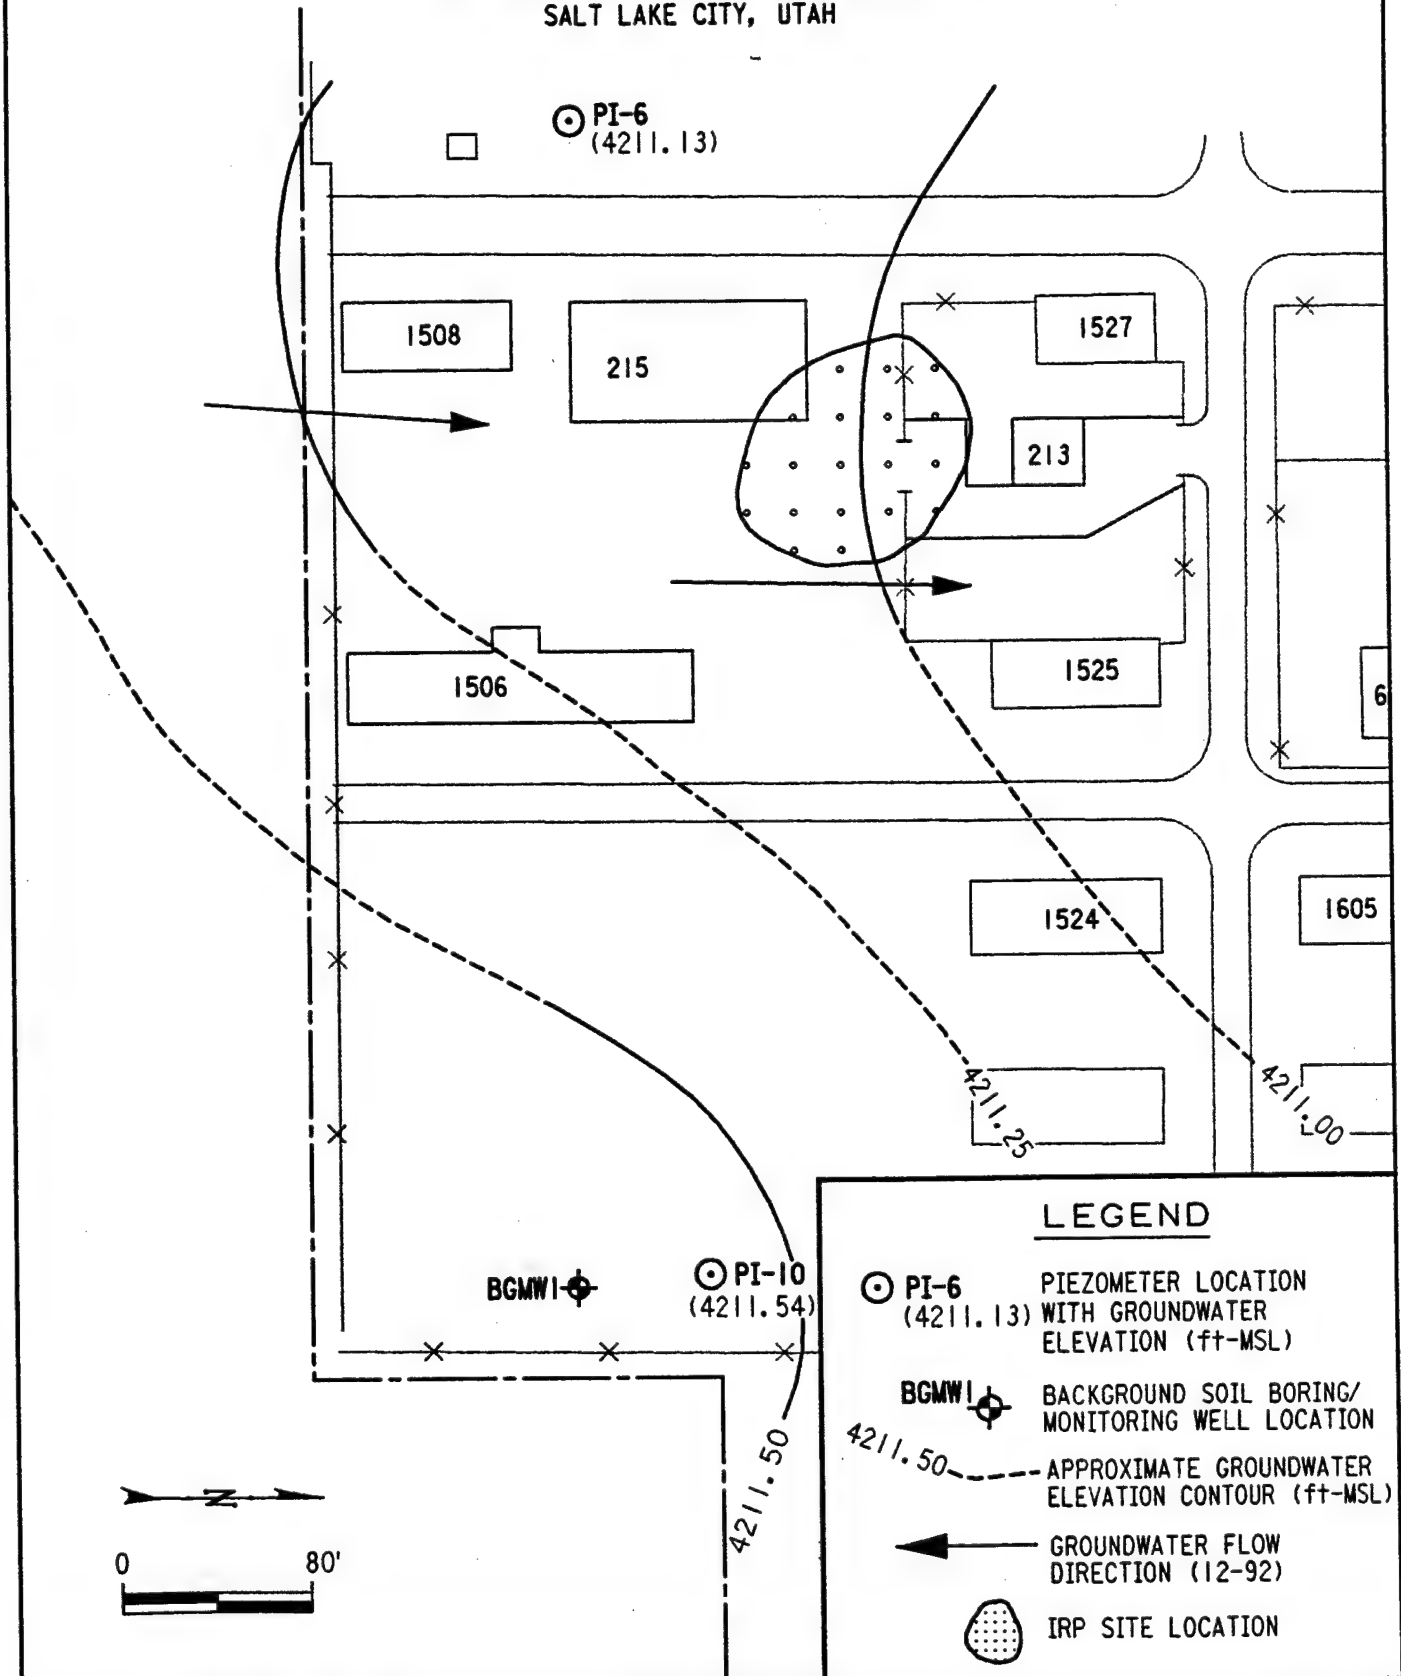 SALT LAKE CITY, UTAH
PI-6
(4211.13)
1508
215
1527
213
1506
1525
6
1524
1605
4211.25
4211.00
BGMW1
PI-10
(4211.54)
4211.50
N
0 80'
LEGEND
PI-6
(4211.13)
PIEZOMETER LOCATION
WITH GROUNDWATER
ELEVATION (ft-MSL)
BGMW1
BACKGROUND SOIL BORING/
MONITORING WELL LOCATION
4211.50
APPROXIMATE GROUNDWATER
ELEVATION CONTOUR (ft-MSL)
GROUNDWATER FLOW
DIRECTION (12-92)
IRP SITE LOCATION